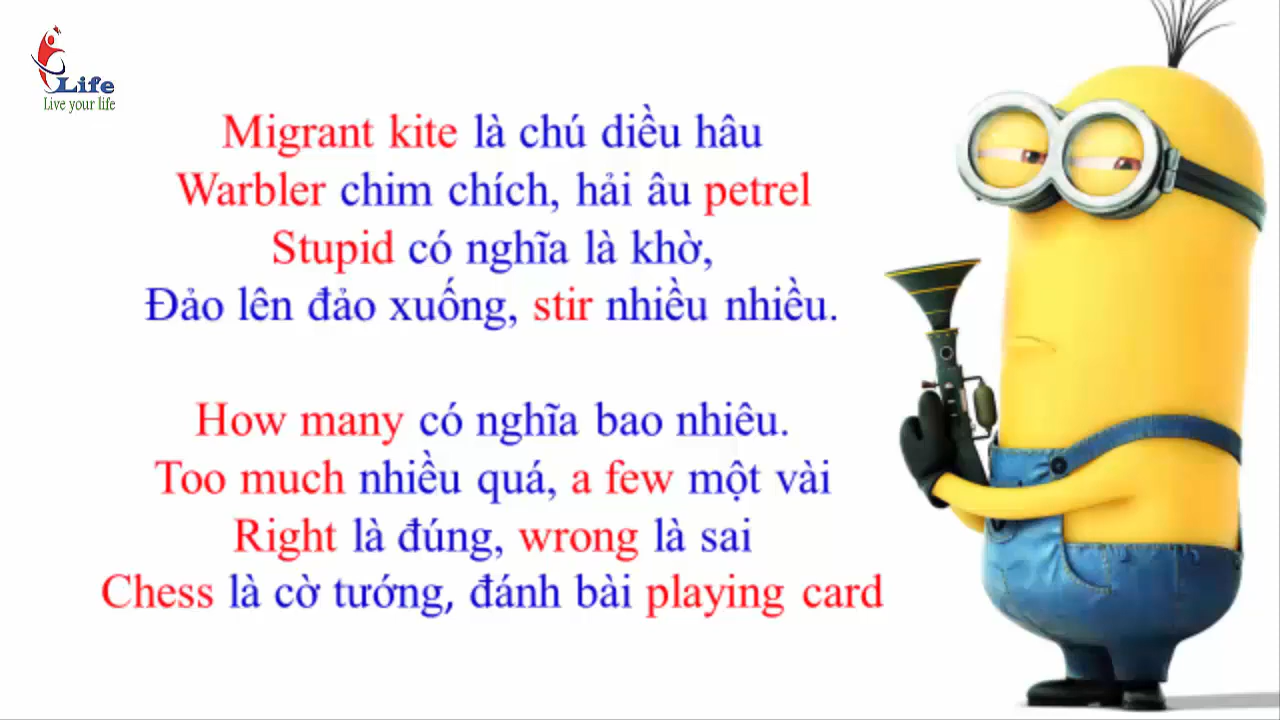 Life
Live your life
Migrant kite là chú diều hâu
Warbler chim chích, hải âu petrel
Stupid có nghĩa là khờ,
Đảo lên đảo xuống, stir nhiều nhiều.
How many có nghĩa bao nhiêu.
Too much nhiều quá, a few một vài
Right là đúng, wrong là sai
Chess là cờ tướng, đánh bài playing card